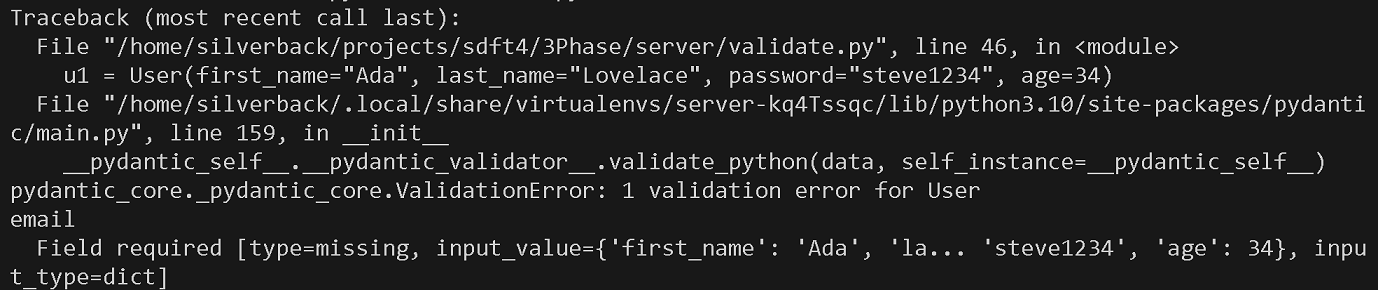 Traceback (most recent call last):
  File "/home/silverback/projects/sdft4/3Phase/server/validate.py", line 46, in <module>
    u1 = User(first_name="Ada", last_name="Lovelace", password="steve1234", age=34)
  File "/home/silverback/.local/share/virtualenvs/server-kq4Tssqc/lib/python3.10/site-packages/pydanti
c/main.py", line 159, in __init__
    __pydantic_self__.__pydantic_validator__.validate_python(data, self_instance=__pydantic_self__)
pydantic_core._pydantic_core.ValidationError: 1 validation error for User
email
  Field required [type=missing, input_value={'first_name': 'Ada', 'la... 'steve1234', 'age': 34}, inpu
t_type=dict]